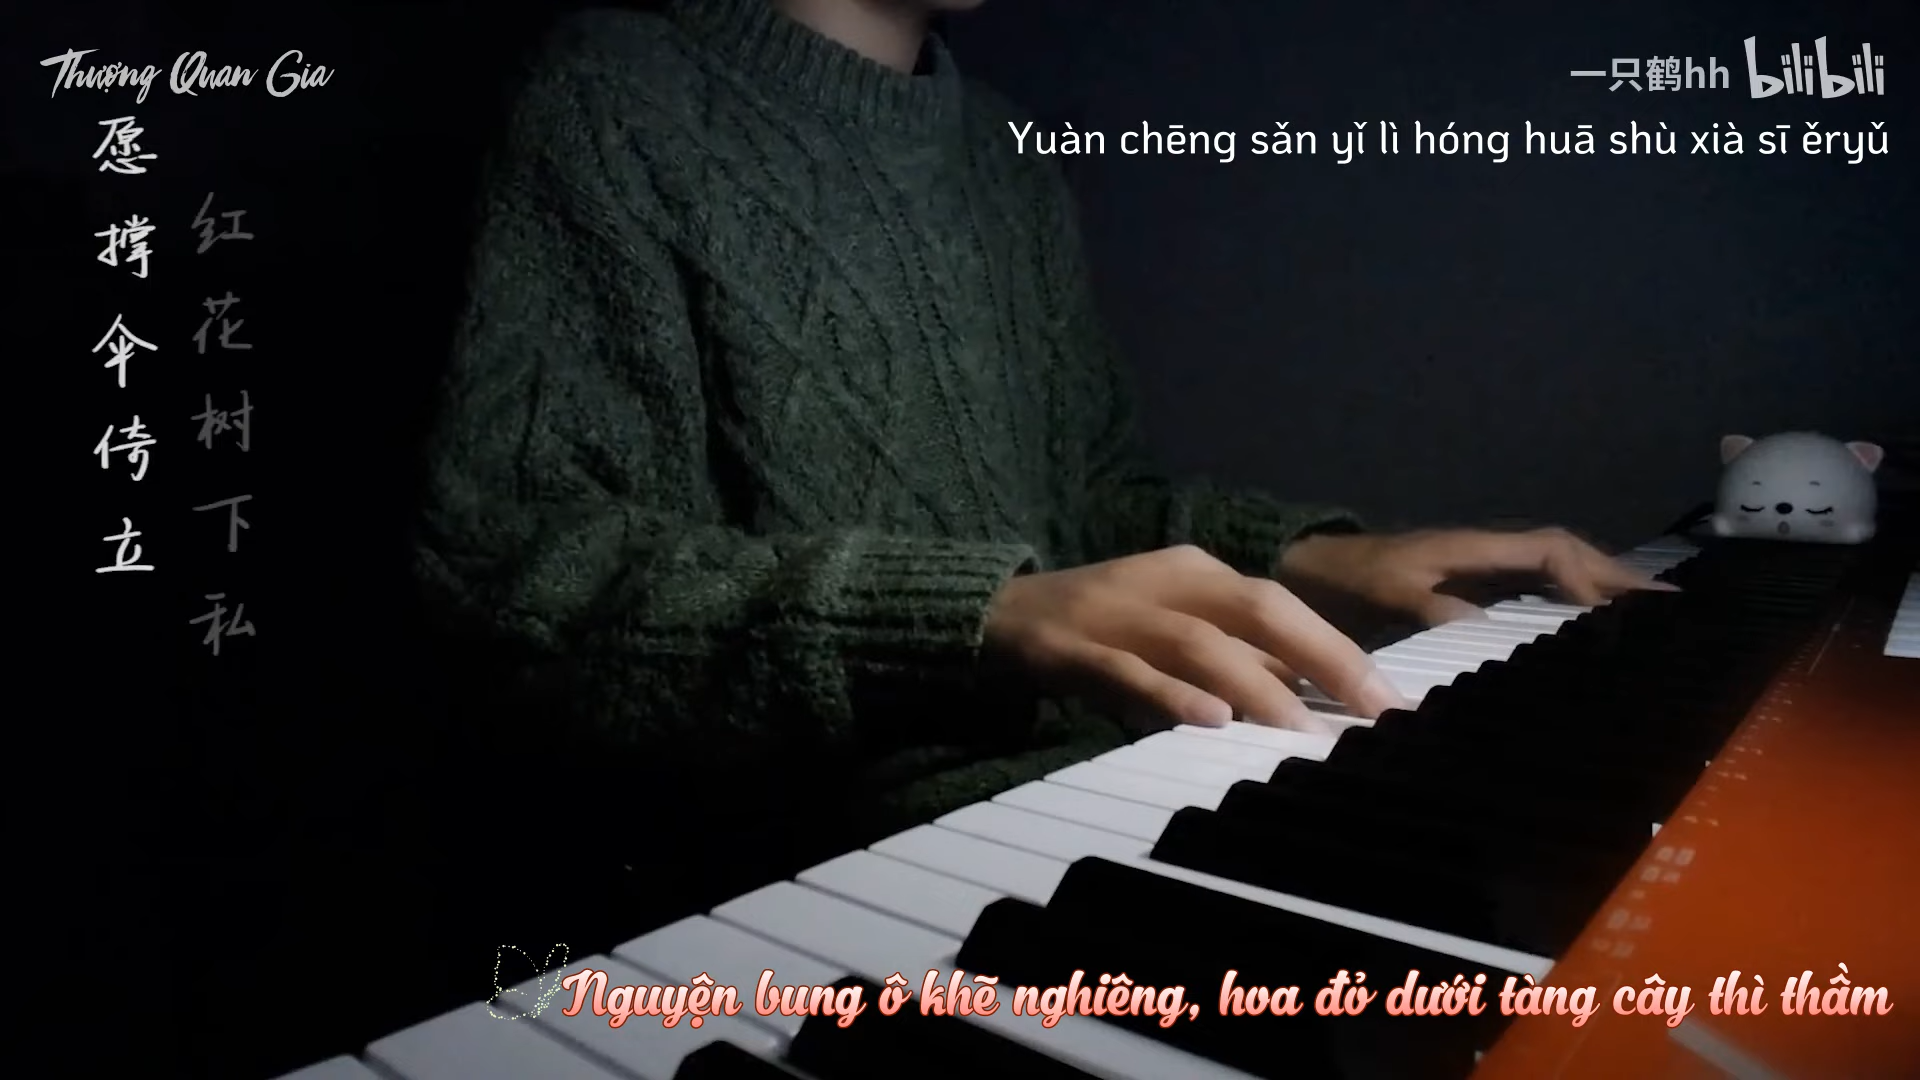 Thượng Quan Gia
一只鹤hh bilibili
Yuàn chēng sǎn yǐ lì hóng huā shù xià sī ěryǔ
愿撑伞倚立
红花树下私
Nguyện bung ô khẽ nghiêng, hoa đỏ dưới tàng cây thì thầm